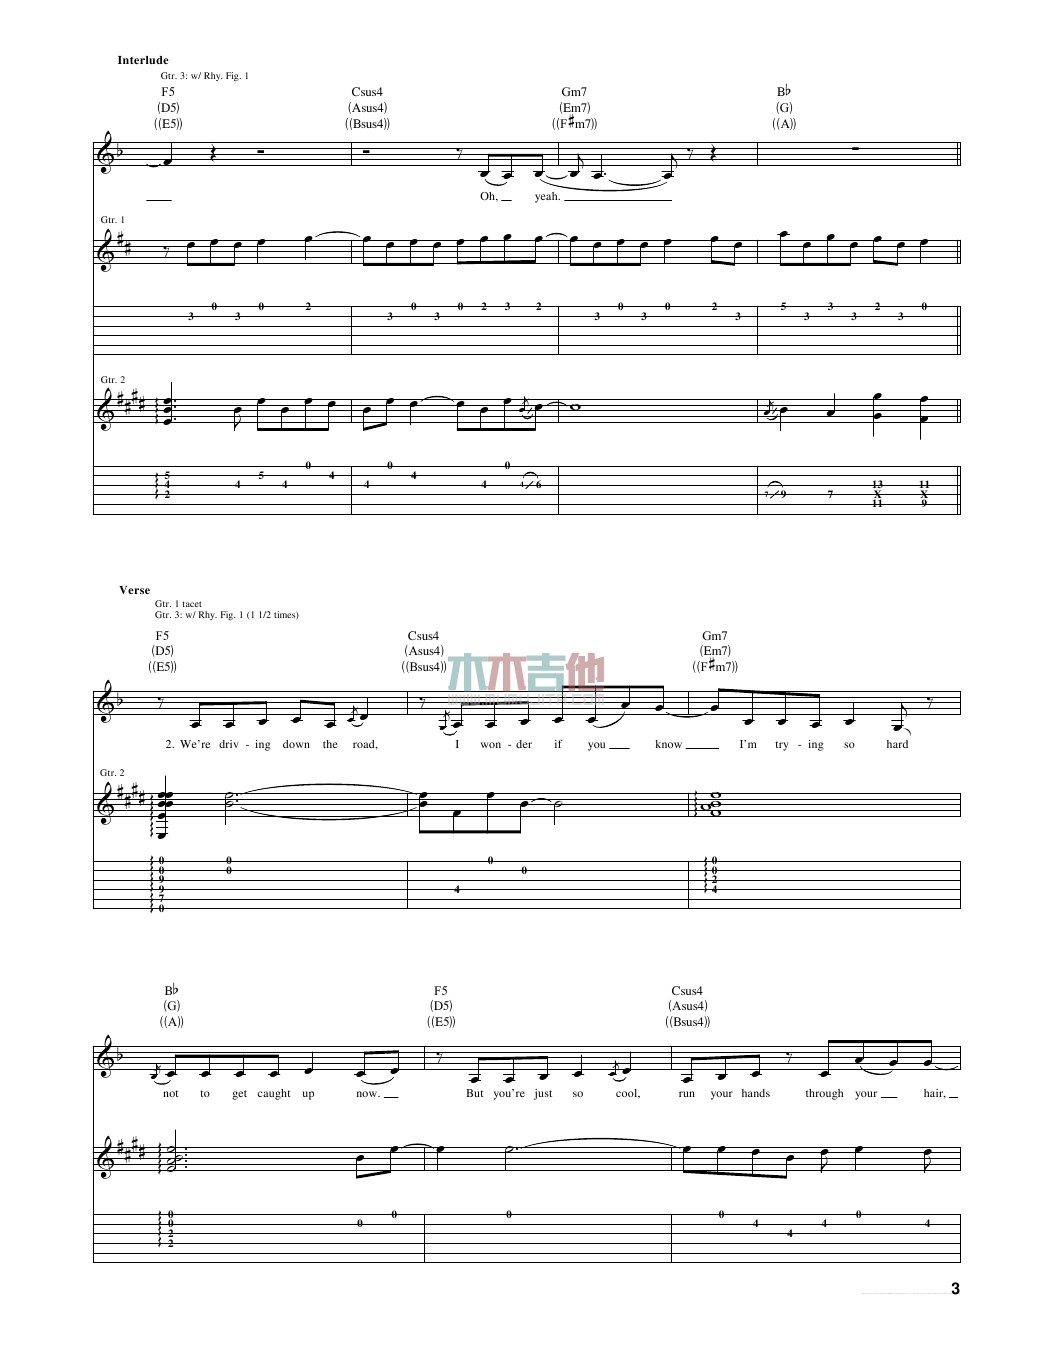 Interlude
Gtr. 3: w/ Rhy. Fig. 1
F5 Csus4 Gm7 B♭
(D5) (Asus4) (Em7) (G)
((E5)) ((Bsus4)) ((F♯m7)) ((A))
Oh, yeah.
Gtr. 1
0 0 2 0 0 2 3 2 0 0 2 5 3 2 0
3 3 3 3 3 3 3 3 3 3
Gtr. 2
0 0 0
5 5 4 4
4 4 4 4 4 4 6 13 11
2 7 9 7 X X
11 9
Verse
Gtr. 1 tacet
Gtr. 3: w/ Rhy. Fig. 1 (1 1/2 times)
F5 Csus4 Gm7
(D5) (Asus4) (Em7)
((E5)) ((Bsus4)) ((F♯m7))
木木吉他
WWW.MUMUJITA.COM
2. We're driv - ing down the road, I won - der if you know I'm try - ing so hard
Gtr. 2
0 0 0 0
0 0 0 0
9 2
9 4 4
7
0
B♭ F5 Csus4
(G) (D5) (Asus4)
((A)) ((E5)) ((Bsus4))
not to get caught up now. But you're just so cool, run your hands through your hair,
0 0 0 0 0
0 0 4 4 4
2 4
2
3